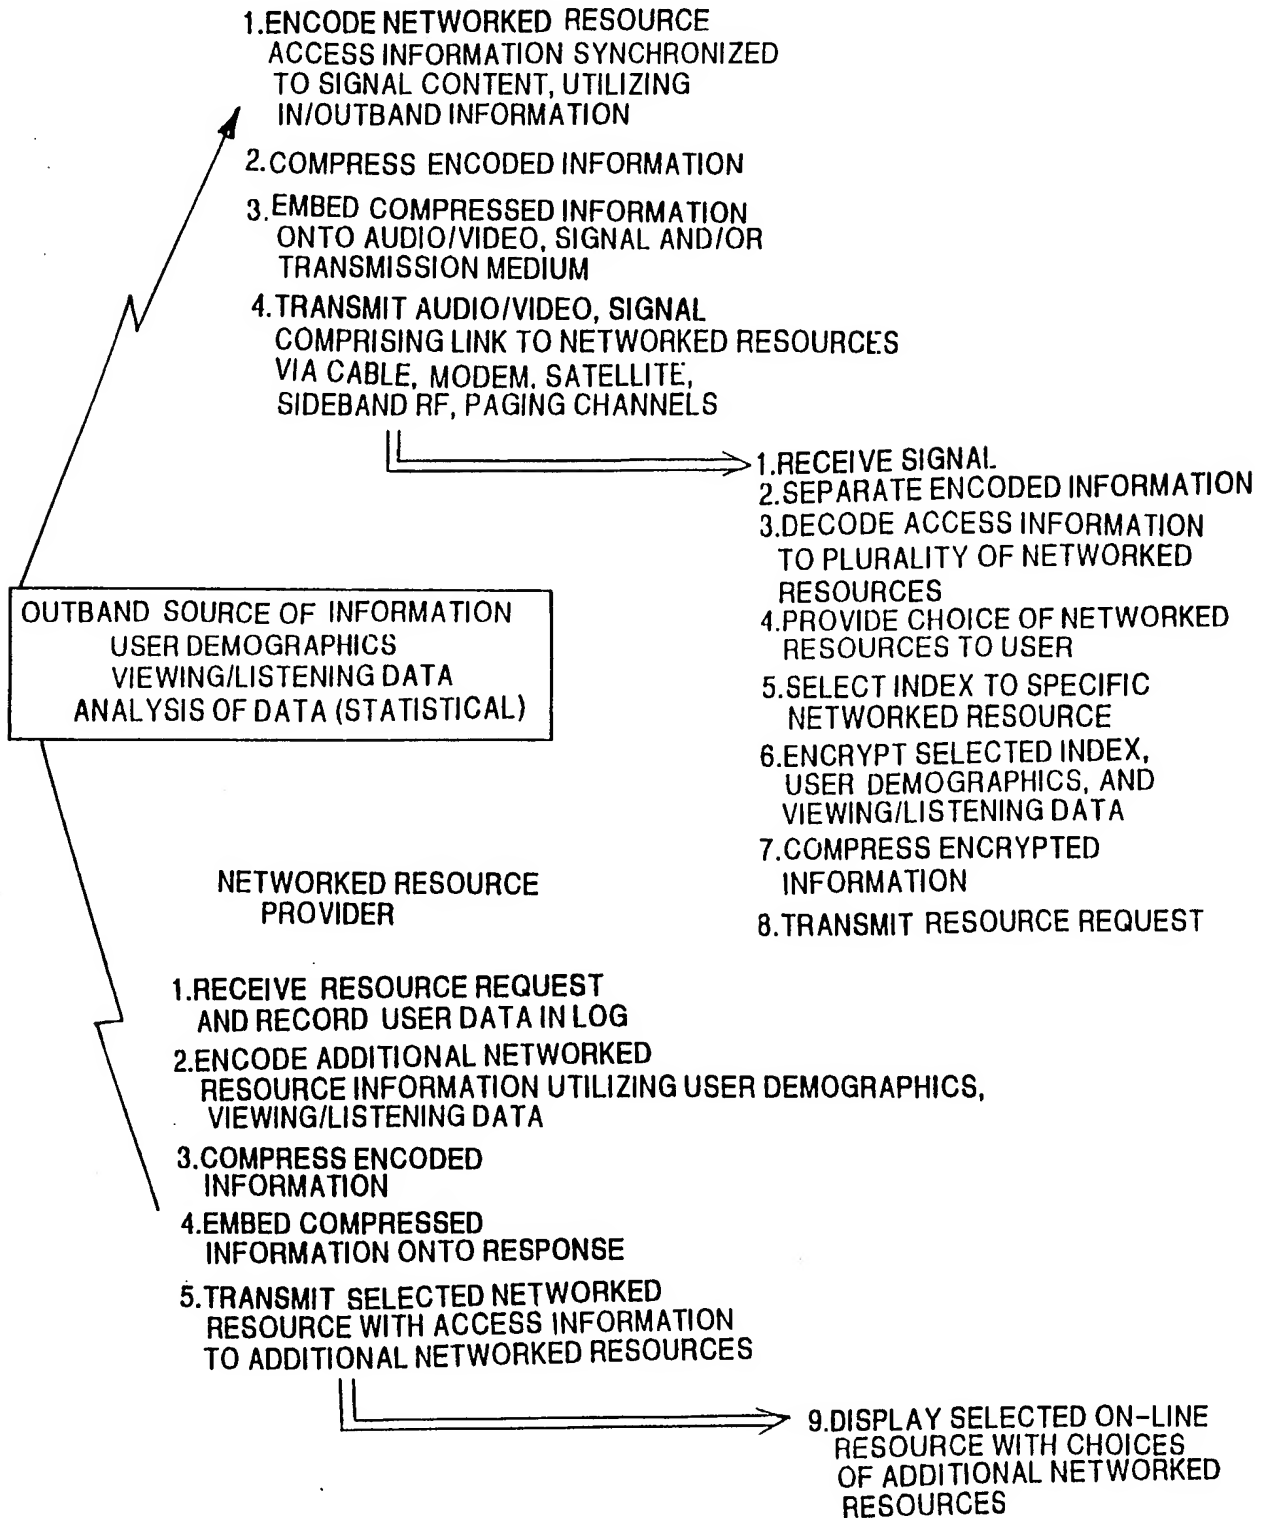 1.ENCODE NETWORKED RESOURCE
ACCESS INFORMATION SYNCHRONIZED
TO SIGNAL CONTENT, UTILIZING
IN/OUTBAND INFORMATION
2.COMPRESS ENCODED INFORMATION
3.EMBED COMPRESSED INFORMATION
ONTO AUDIO/VIDEO, SIGNAL AND/OR
TRANSMISSION MEDIUM
4.TRANSMIT AUDIO/VIDEO, SIGNAL
COMPRISING LINK TO NETWORKED RESOURCES
VIA CABLE, MODEM, SATELLITE,
SIDEBAND RF, PAGING CHANNELS
1.RECEIVE SIGNAL
2.SEPARATE ENCODED INFORMATION
3.DECODE ACCESS INFORMATION
TO PLURALITY OF NETWORKED
RESOURCES
4.PROVIDE CHOICE OF NETWORKED
RESOURCES TO USER
5.SELECT INDEX TO SPECIFIC
NETWORKED RESOURCE
6.ENCRYPT SELECTED INDEX,
USER DEMOGRAPHICS, AND
VIEWING/LISTENING DATA
7.COMPRESS ENCRYPTED
INFORMATION
8.TRANSMIT RESOURCE REQUEST
OUTBAND SOURCE OF INFORMATION
USER DEMOGRAPHICS
VIEWING/LISTENING DATA
ANALYSIS OF DATA (STATISTICAL)
NETWORKED RESOURCE
PROVIDER
1.RECEIVE RESOURCE REQUEST
AND RECORD USER DATA IN LOG
2.ENCODE ADDITIONAL NETWORKED
RESOURCE INFORMATION UTILIZING USER DEMOGRAPHICS,
VIEWING/LISTENING DATA
3.COMPRESS ENCODED
INFORMATION
4.EMBED COMPRESSED
INFORMATION ONTO RESPONSE
5.TRANSMIT SELECTED NETWORKED
RESOURCE WITH ACCESS INFORMATION
TO ADDITIONAL NETWORKED RESOURCES
9.DISPLAY SELECTED ON-LINE
RESOURCE WITH CHOICES
OF ADDITIONAL NETWORKED
RESOURCES